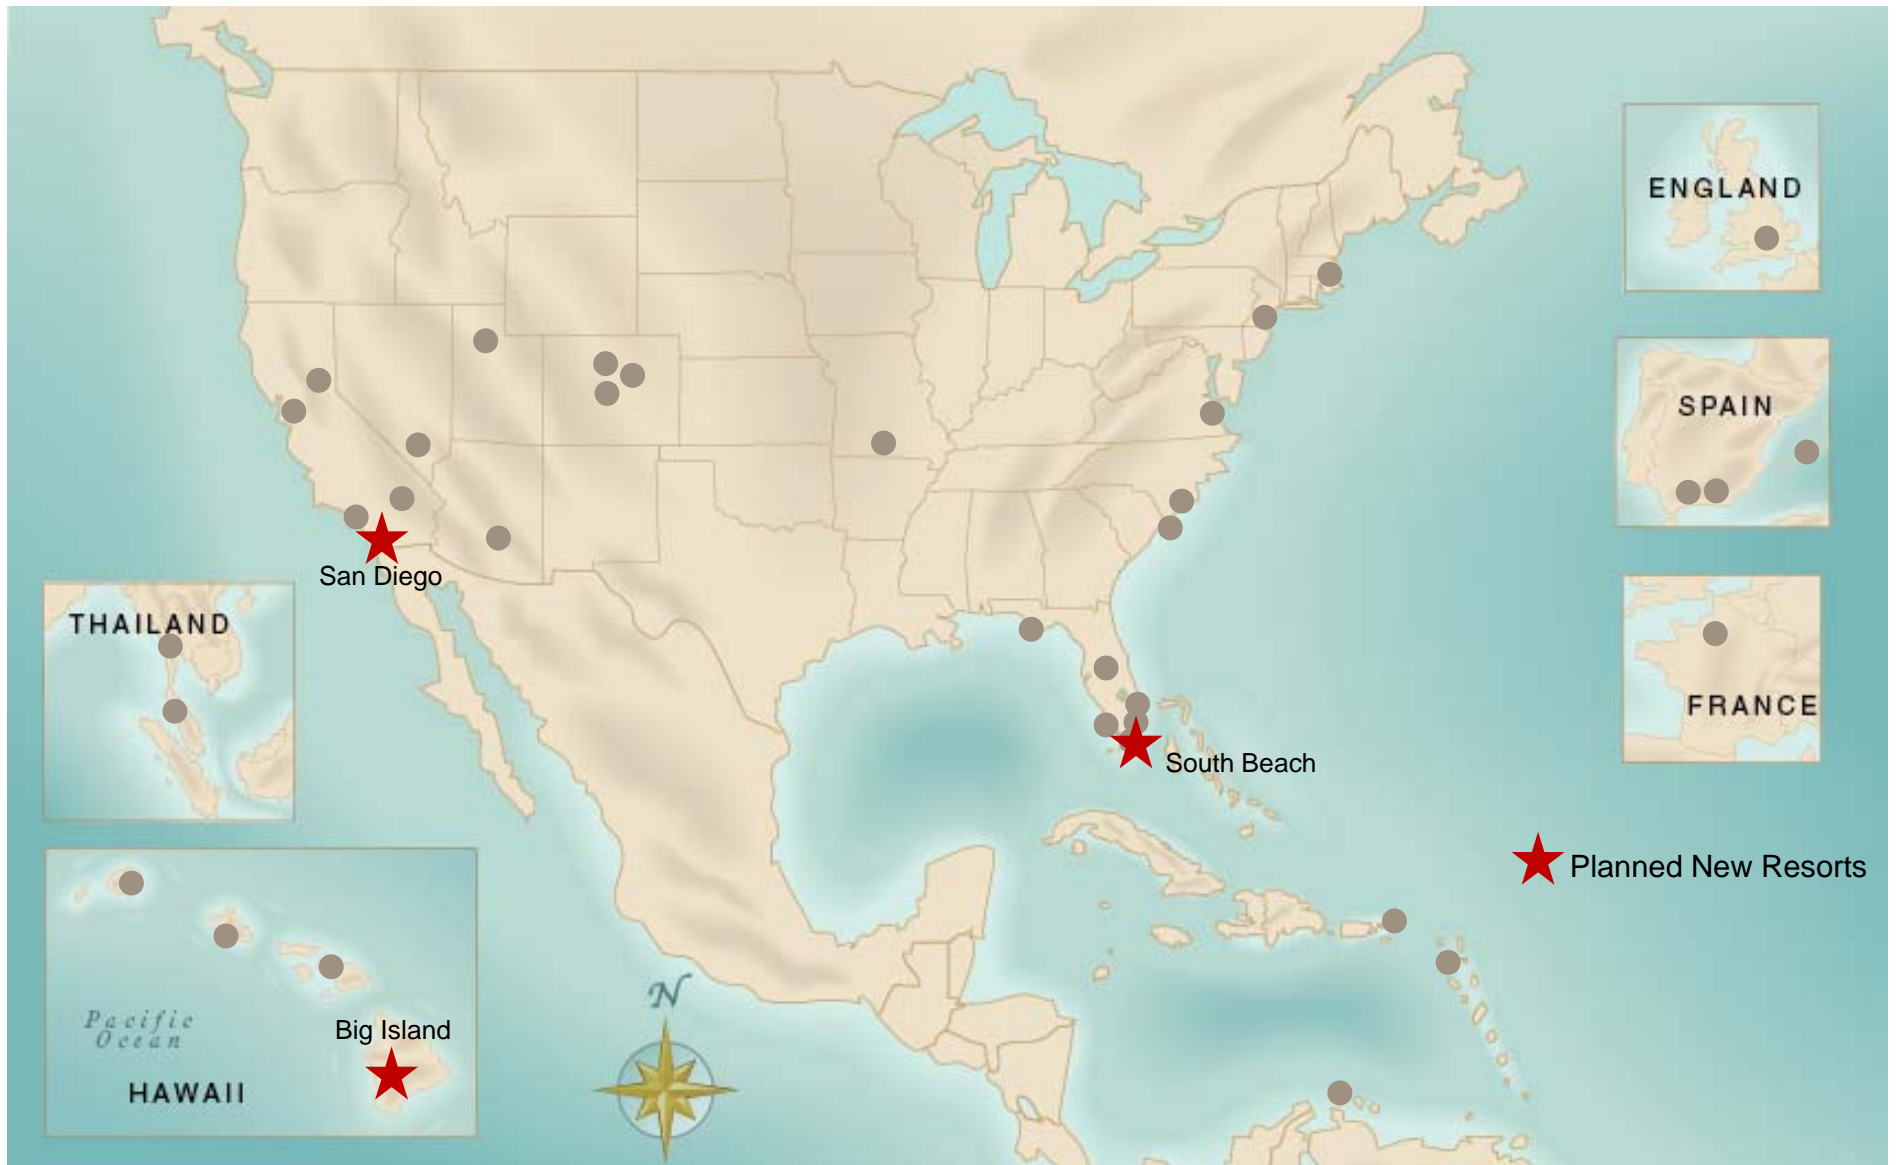 ENGLAND
SPAIN
San Diego
THAILAND
FRANCE
South Beach
Planned New Resorts
N
Pacific
Ocean
Big Island
HAWAII